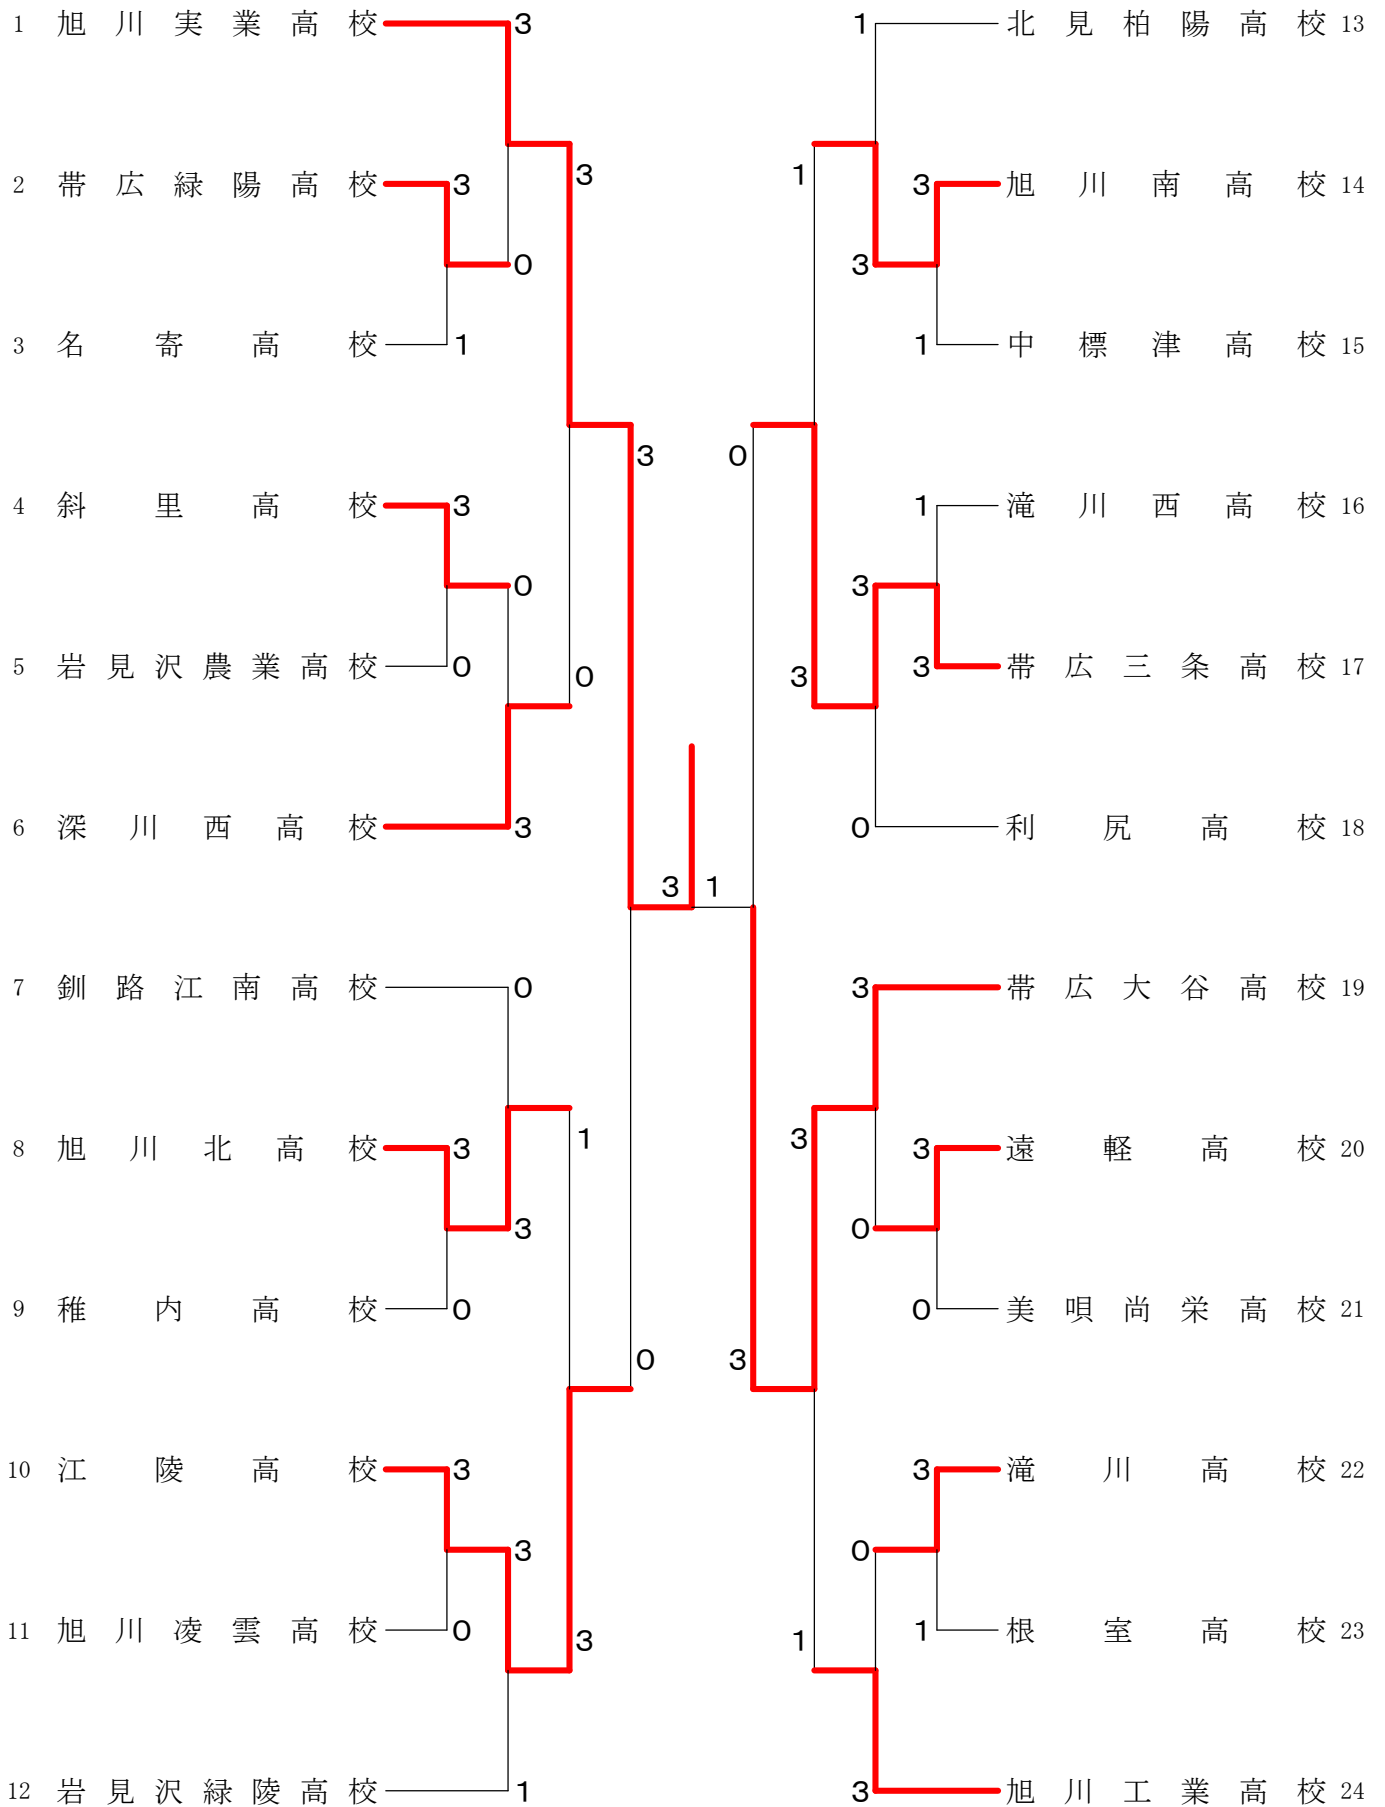 1 旭川実業高校 3 1 北見柏陽高校 13
3 1
2 帯広緑陽高校 3 3 旭川南高校 14
0 3
3 名寄高校 1 1 中標津高校 15
3 0
4 斜里高校 3 1 滝川西高校 16
0 3
5 岩見沢農業高校 0 3 帯広三条高校 17
0 3
6 深川西高校 3 0 利尻高校 18
3 1
7 釧路江南高校 0 3 帯広大谷高校 19
1 3
8 旭川北高校 3 3 遠軽高校 20
3 0
9 稚内高校 0 0 美唄尚栄高校 21
0 3
10 江陵高校 3 3 滝川高校 22
3 0
11 旭川凌雲高校 0 1 根室高校 23
3 1
12 岩見沢緑陵高校 1 3 旭川工業高校 24